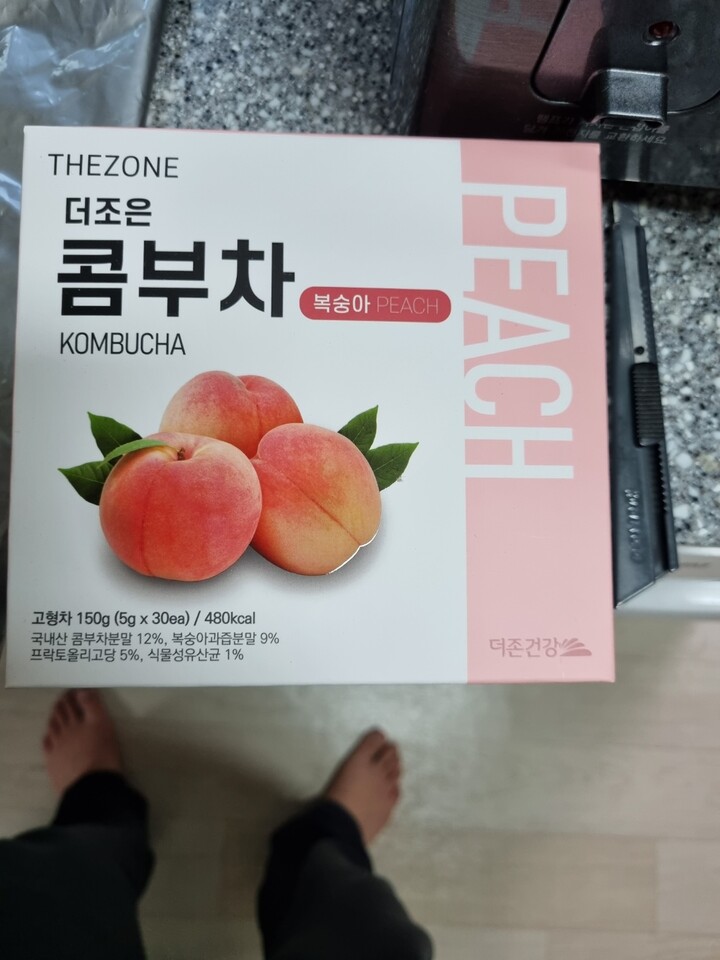 THEZONE
더조은
콤부차
복숭아 PEACH
KOMBUCHA
PEACH
고형차 150g (5g x 30ea) / 480kcal
국내산 콤부차분말 12%, 복숭아과즙분말 9%
프락토올리고당 5%, 식물성유산균 1%
더존건강